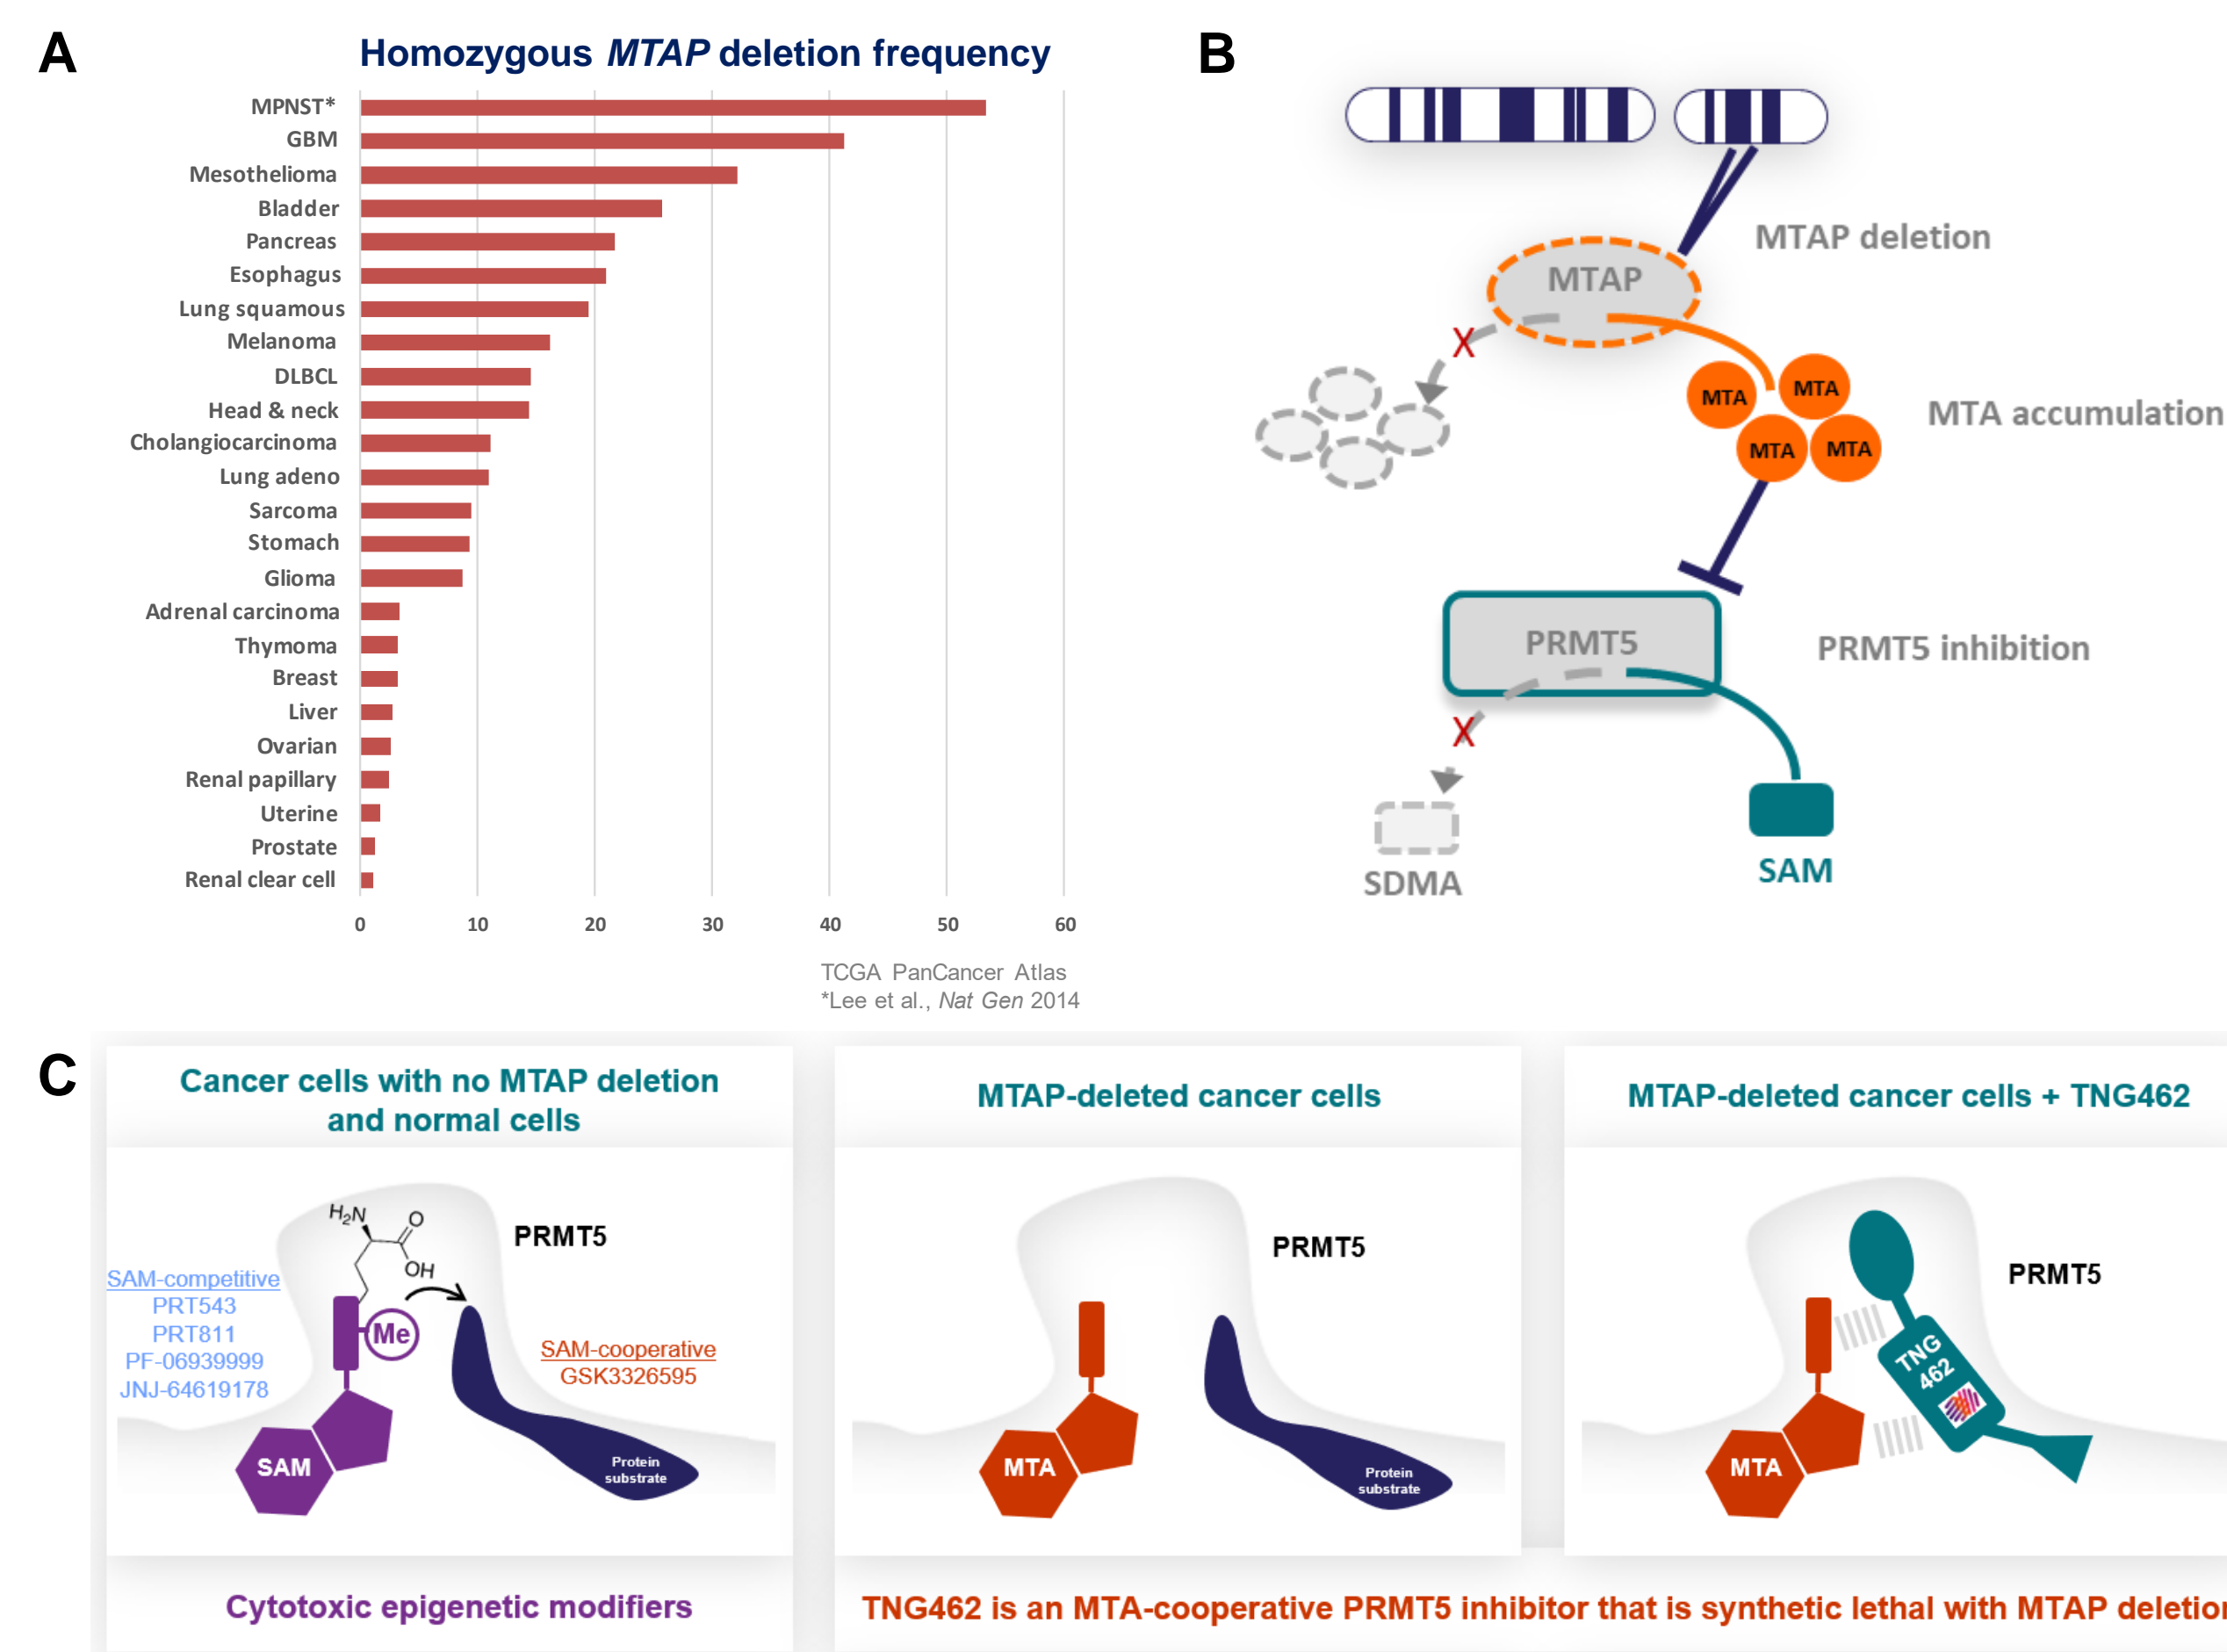 A
Homozygous MTAP deletion frequency
MPNST*
GBM
Mesothelioma
Bladder
Pancreas
Esophagus
Lung squamous
Melanoma
DLBCL
Head & neck
Cholangiocarcinoma
Lung adeno
Sarcoma
Stomach
Glioma
Adrenal carcinoma
Thymoma
Breast
Liver
Ovarian
Renal papillary
Uterine
Prostate
Renal clear cell
0 10 20 30 40 50 60
TCGA PanCancer Atlas
*Lee et al., Nat Gen 2014
B
MTAP deletion
MTAP
X
MTA
MTA
MTA
MTA
MTA accumulation
PRMT5
PRMT5 inhibition
X
SDMA
SAM
C
Cancer cells with no MTAP deletion
and normal cells
H₂N
O
OH
PRMT5
SAM-competitive
PRT543
PRT811
PF-06939999
JNJ-64619178
Me
SAM-cooperative
GSK3326595
SAM
Protein
substrate
Cytotoxic epigenetic modifiers
MTAP-deleted cancer cells
PRMT5
MTA
Protein
substrate
MTAP-deleted cancer cells + TNG462
PRMT5
TNG
462
MTA
TNG462 is an MTA-cooperative PRMT5 inhibitor that is synthetic lethal with MTAP deletion